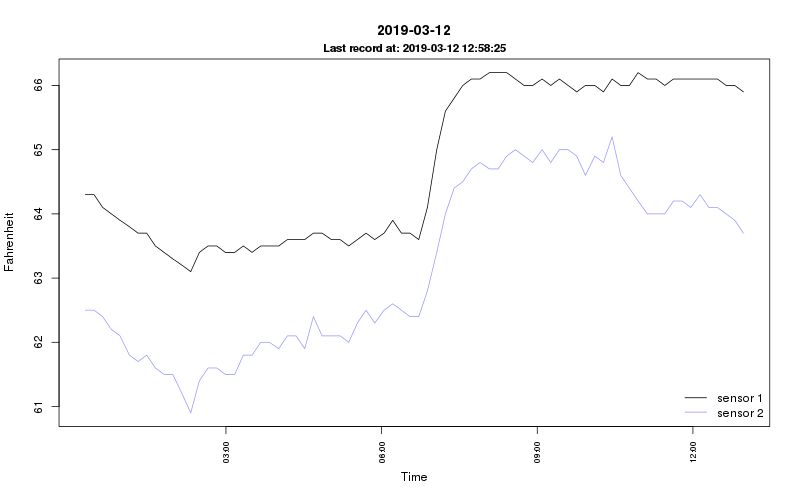 2019-03-12
Last record at: 2019-03-12 12:58:25
66
65
64
63
62
61
Fahrenheit
03:00
06:00
09:00
12:00
Time
sensor 1
sensor 2